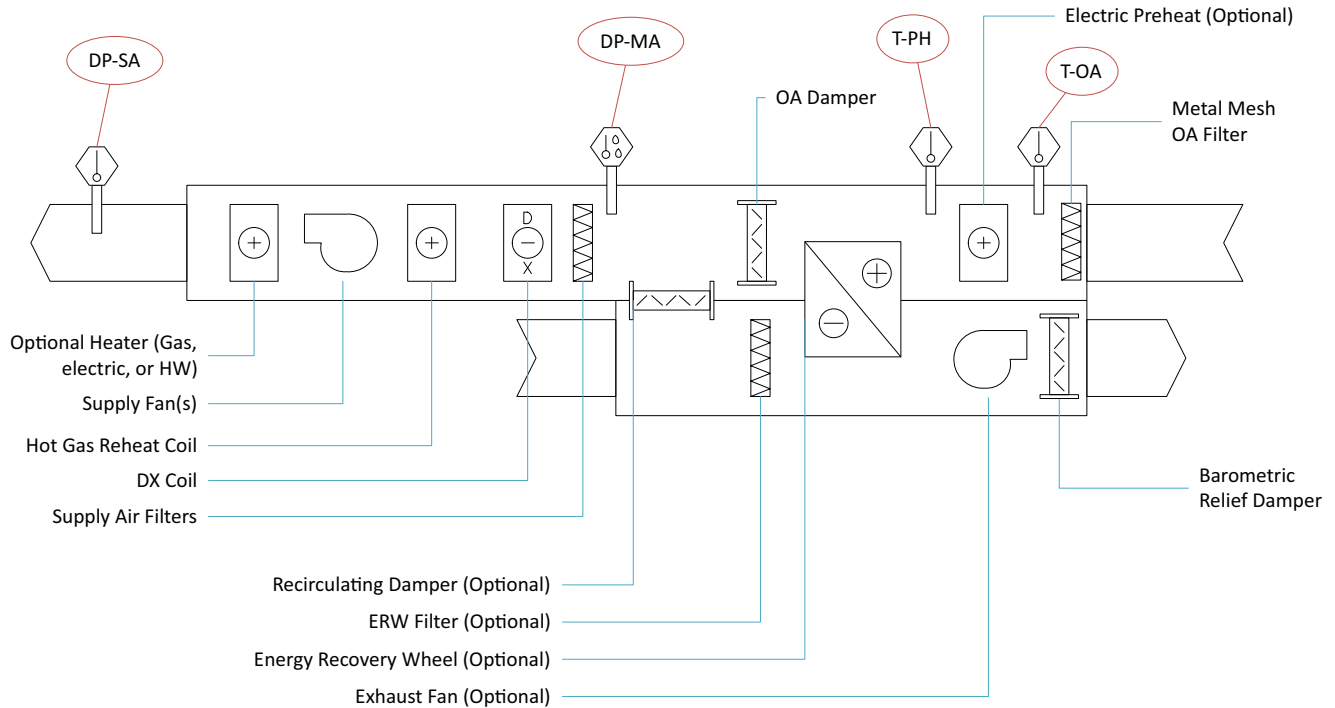 Electric Preheat (Optional)
DP-SA
DP-MA
T-PH
T-OA
OA Damper
Metal Mesh
OA Filter
D
X
Optional Heater (Gas,
electric, or HW)
Supply Fan(s)
Hot Gas Reheat Coil
DX Coil
Supply Air Filters
Barometric
Relief Damper
Recirculating Damper (Optional)
ERW Filter (Optional)
Energy Recovery Wheel (Optional)
Exhaust Fan (Optional)